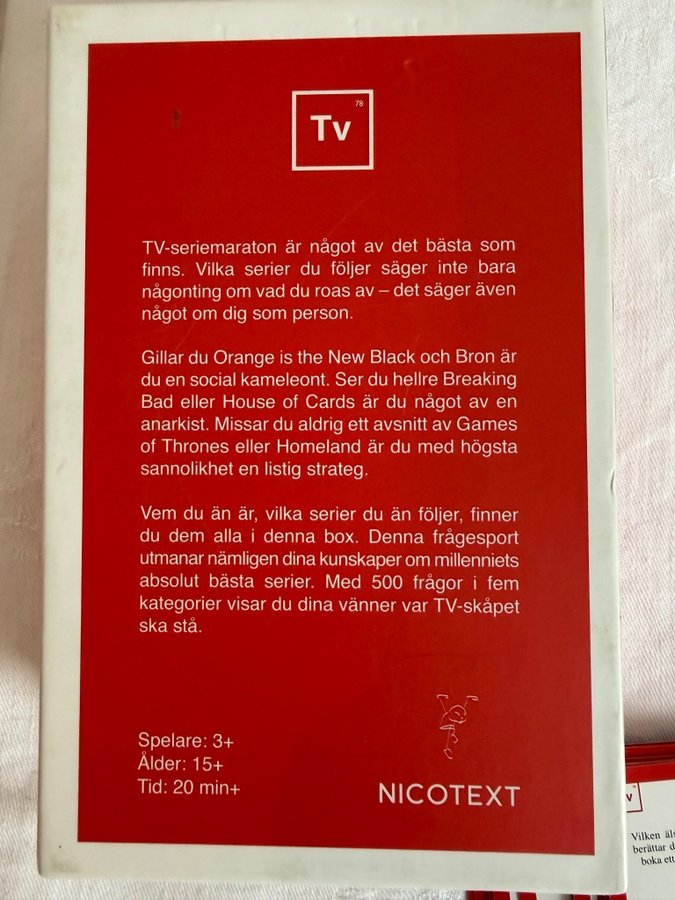 78
Tv
TV-seriemaraton är något av det bästa som
finns. Vilka serier du följer säger inte bara
någonting om vad du roas av – det säger även
något om dig som person.
Gillar du Orange is the New Black och Bron är
du en social kameleont. Ser du hellre Breaking
Bad eller House of Cards är du något av en
anarkist. Missar du aldrig ett avsnitt av Games
of Thrones eller Homeland är du med högsta
sannolikhet en listig strateg.
Vem du än är, vilka serier du än följer, finner
du dem alla i denna box. Denna frågesport
utmanar nämligen dina kunskaper om millenniets
absolut bästa serier. Med 500 frågor i fem
kategorier visar du dina vänner var TV-skåpet
ska stå.
Spelare: 3+
Ålder: 15+
Tid: 20 min+
NICOTEXT
v
Vilken äls
berättar d
boka ett